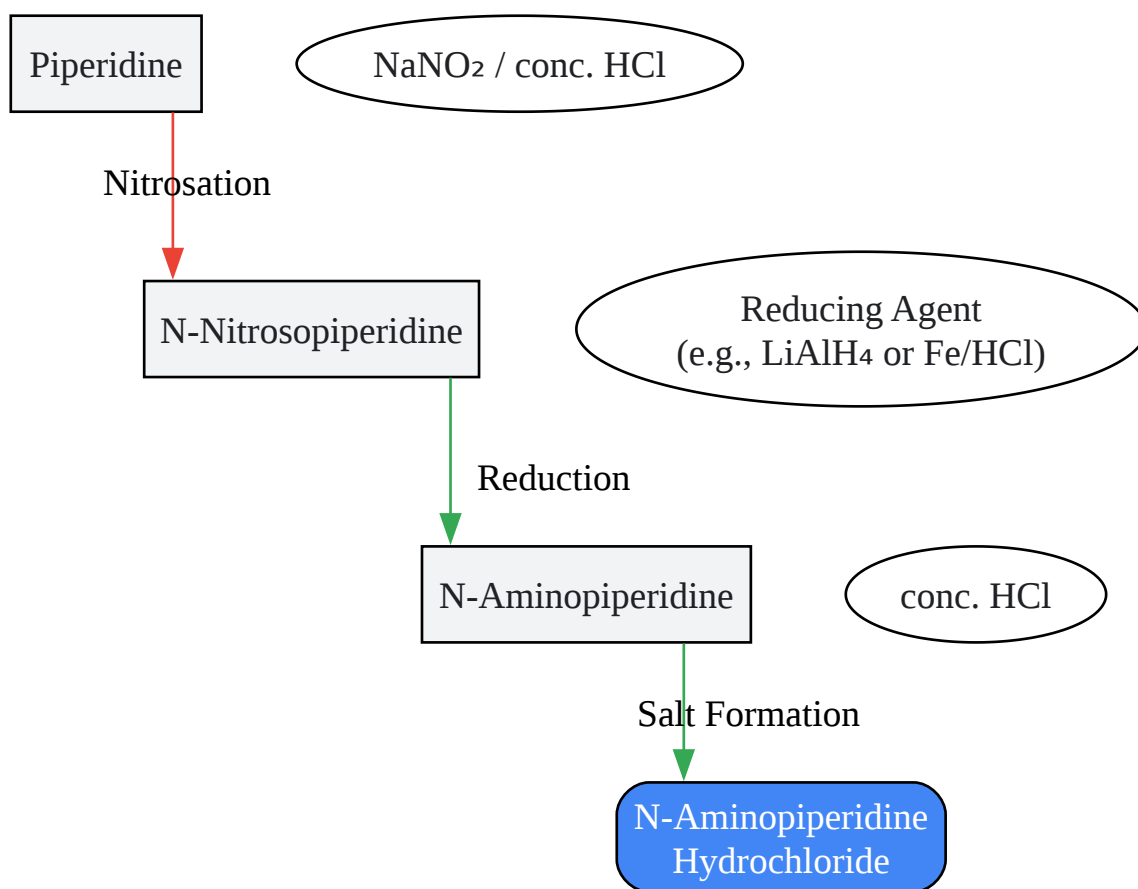 Piperidine
NaNO₂ / conc. HCl
Nitrosation
N-Nitrosopiperidine
Reducing Agent
(e.g., LiAlH₄ or Fe/HCl)
Reduction
N-Aminopiperidine
conc. HCl
Salt Formation
N-Aminopiperidine
Hydrochloride